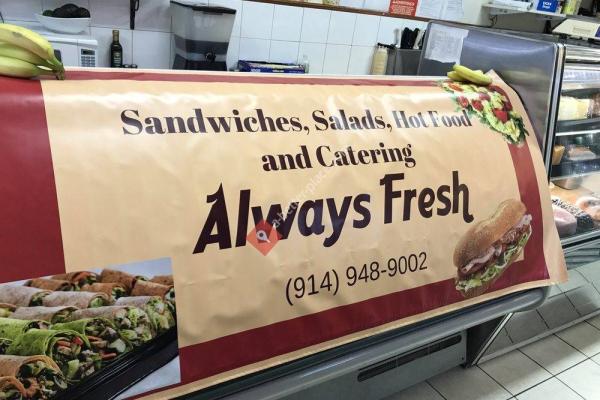 Sandwiches, Salads, Hot Food
and Catering
Always Fresh
(914) 948-9002